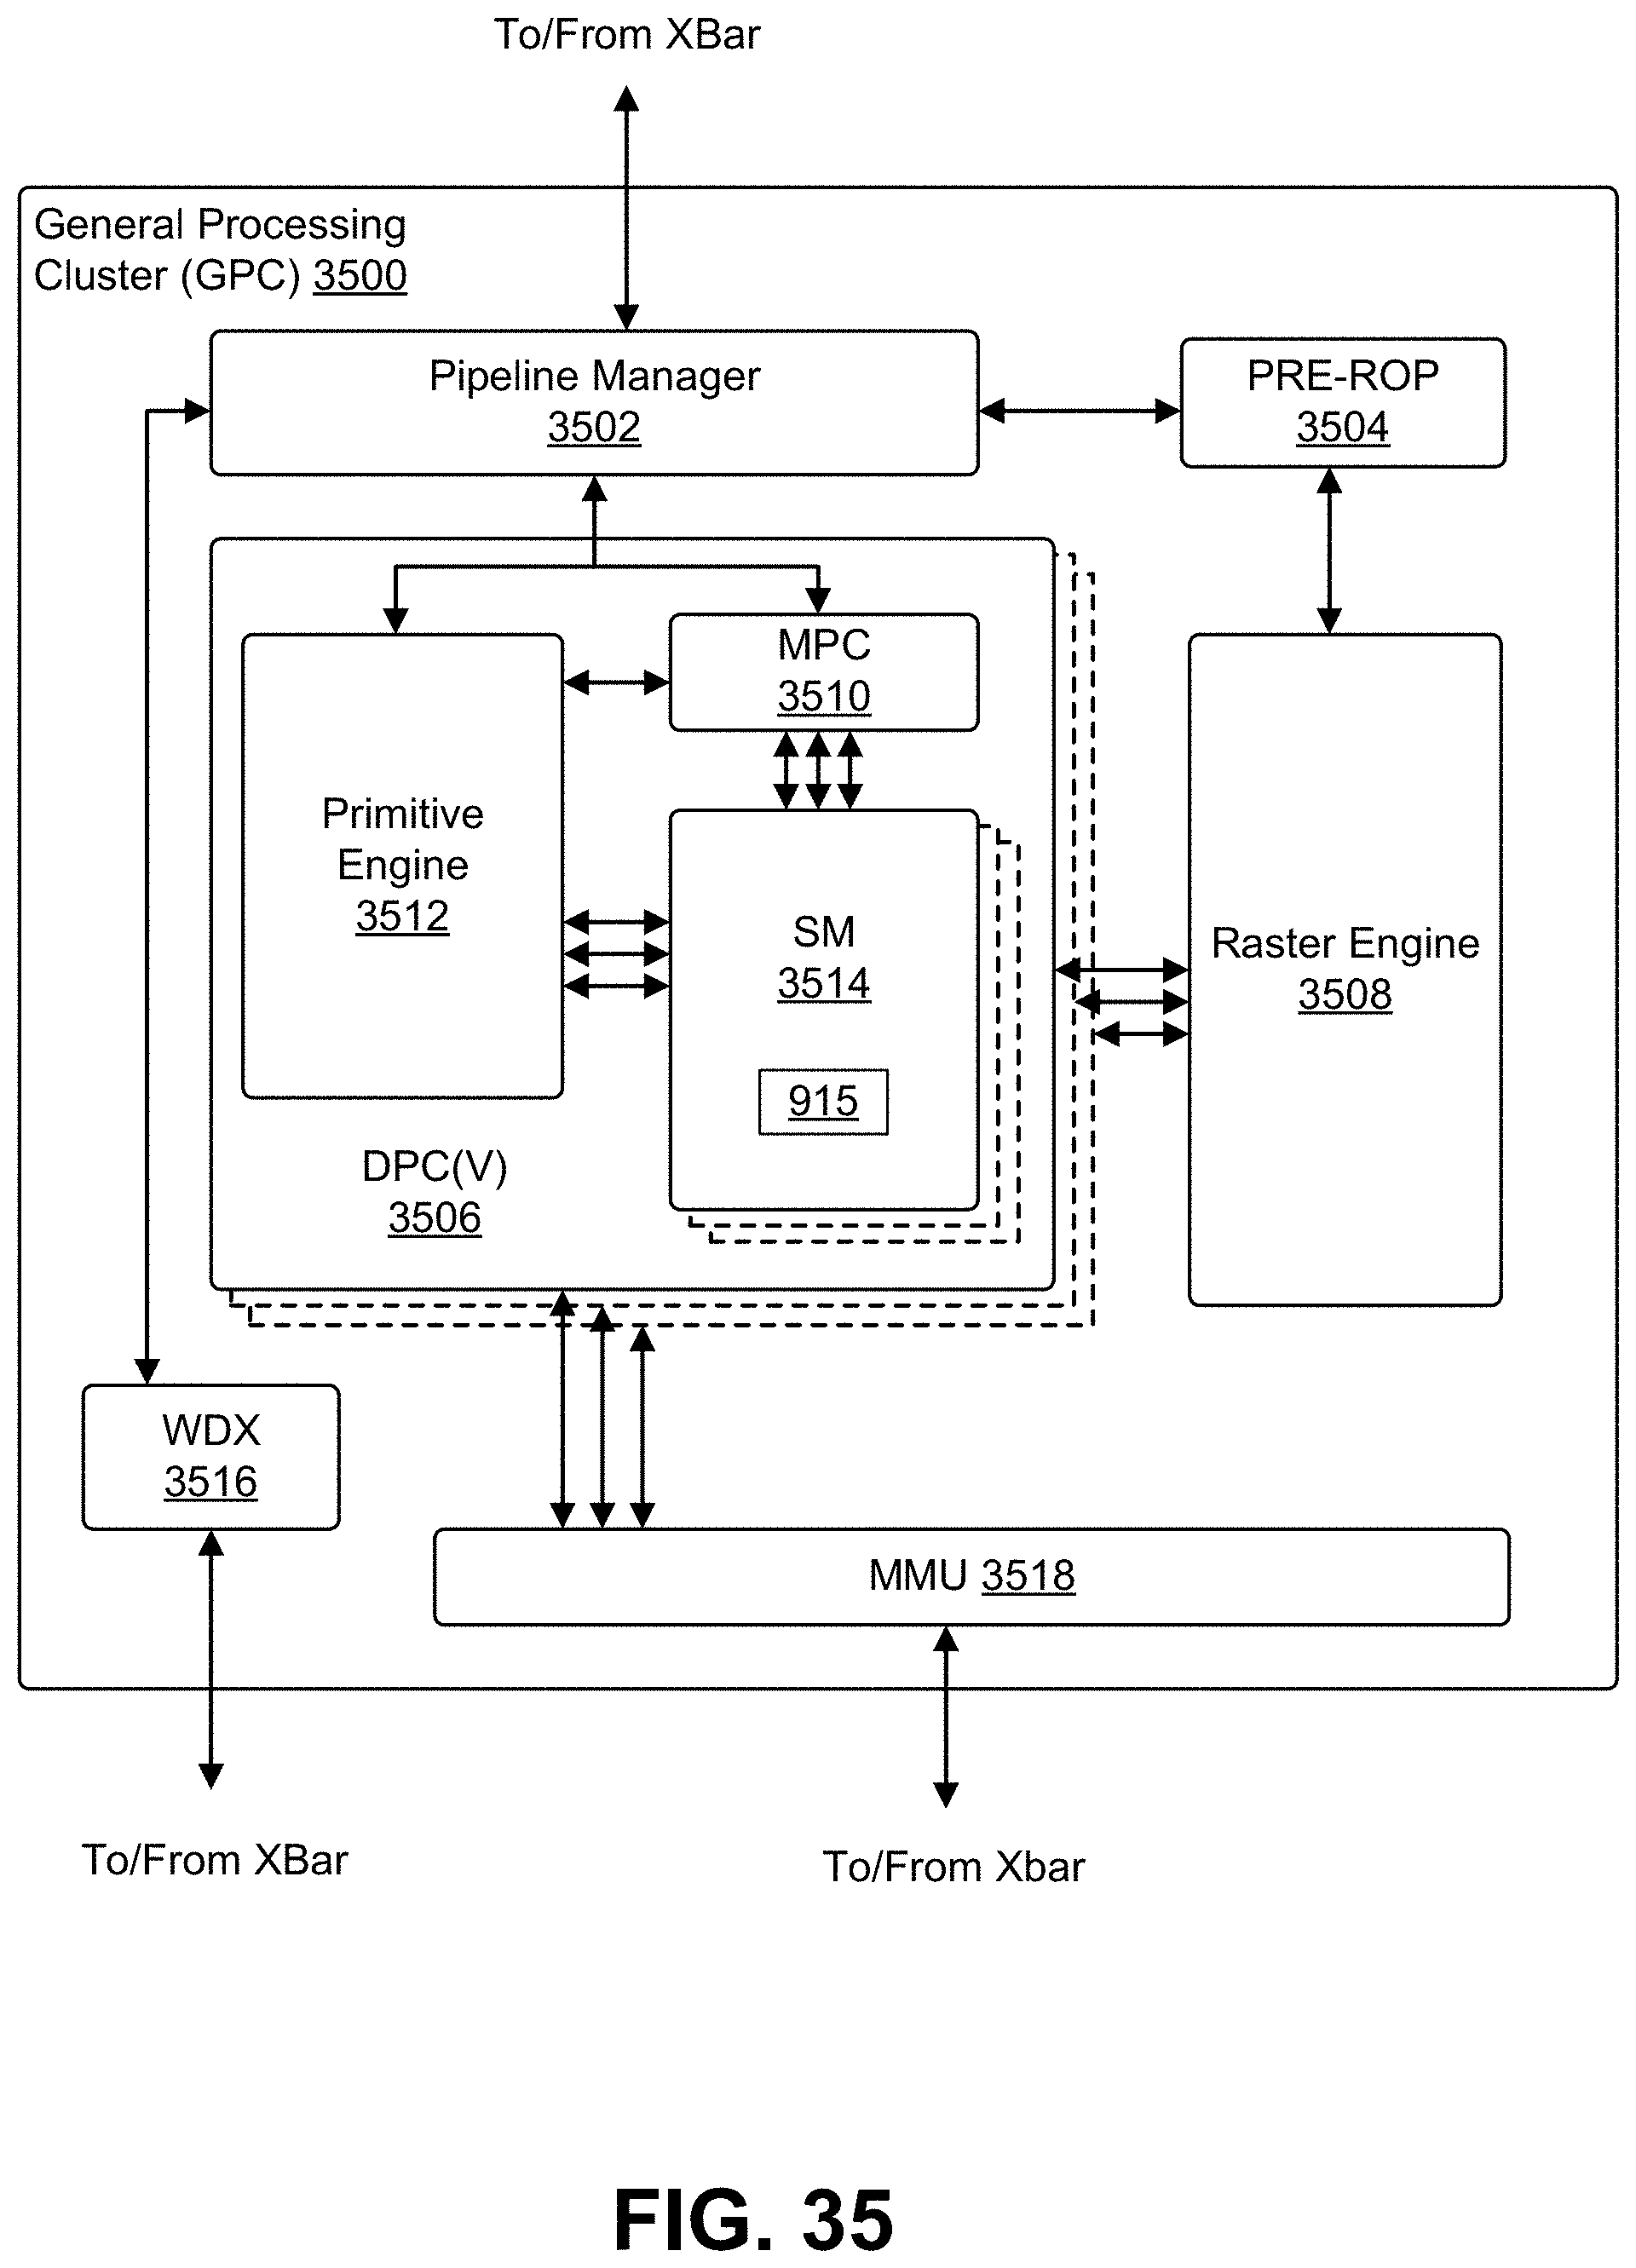 To/From XBar
General Processing
Cluster (GPC) 3500
Pipeline Manager
3502
PRE-ROP
3504
MPC
3510
Primitive
Engine
3512
SM
3514
915
Raster Engine
3508
DPC(V)
3506
WDX
3516
MMU 3518
To/From XBar
To/From Xbar
FIG. 35